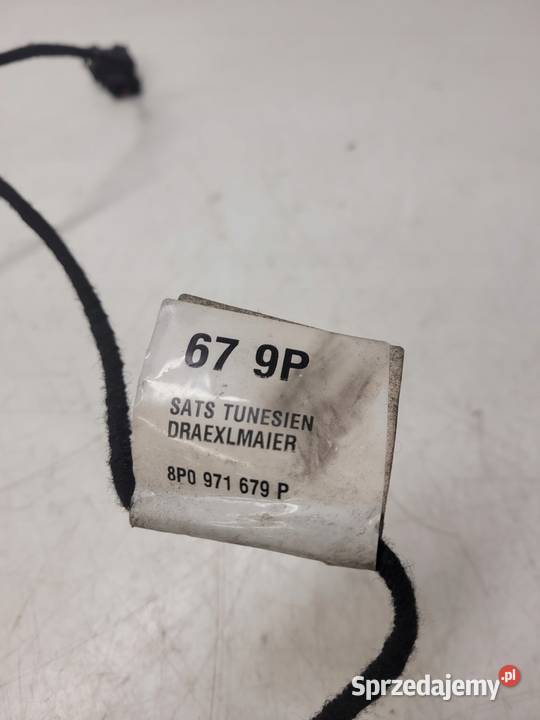 67 9P
SATS TUNESIEN
DRAEXLMAIER
8P0 971 679 P
Sprzedajemy.pl